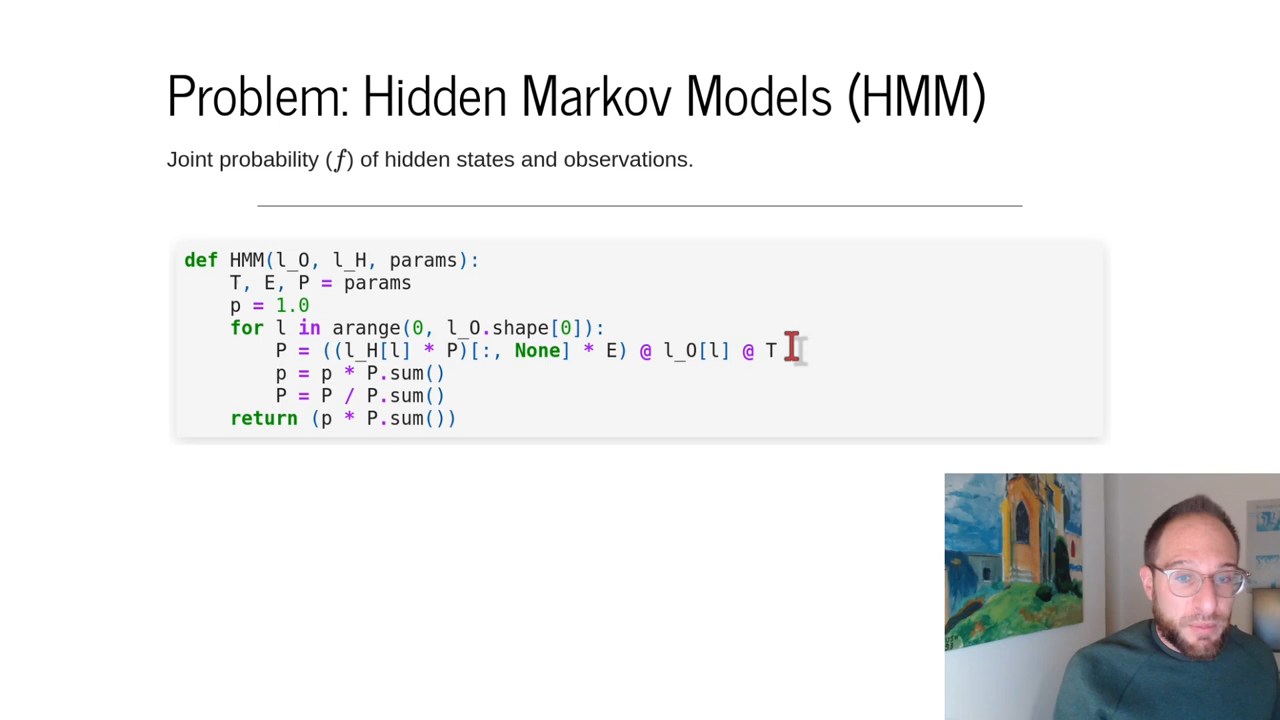 Problem: Hidden Markov Models (HMM)
Joint probability (f) of hidden states and observations.
def HMM(l_O, l_H, params):
    T, E, P = params
    p = 1.0
    for l in arange(0, l_O.shape[0]):
        P = ((l_H[l] * P)[:, None] * E) @ l_O[l] @ T
        p = p * P.sum()
        P = P / P.sum()
    return (p * P.sum())